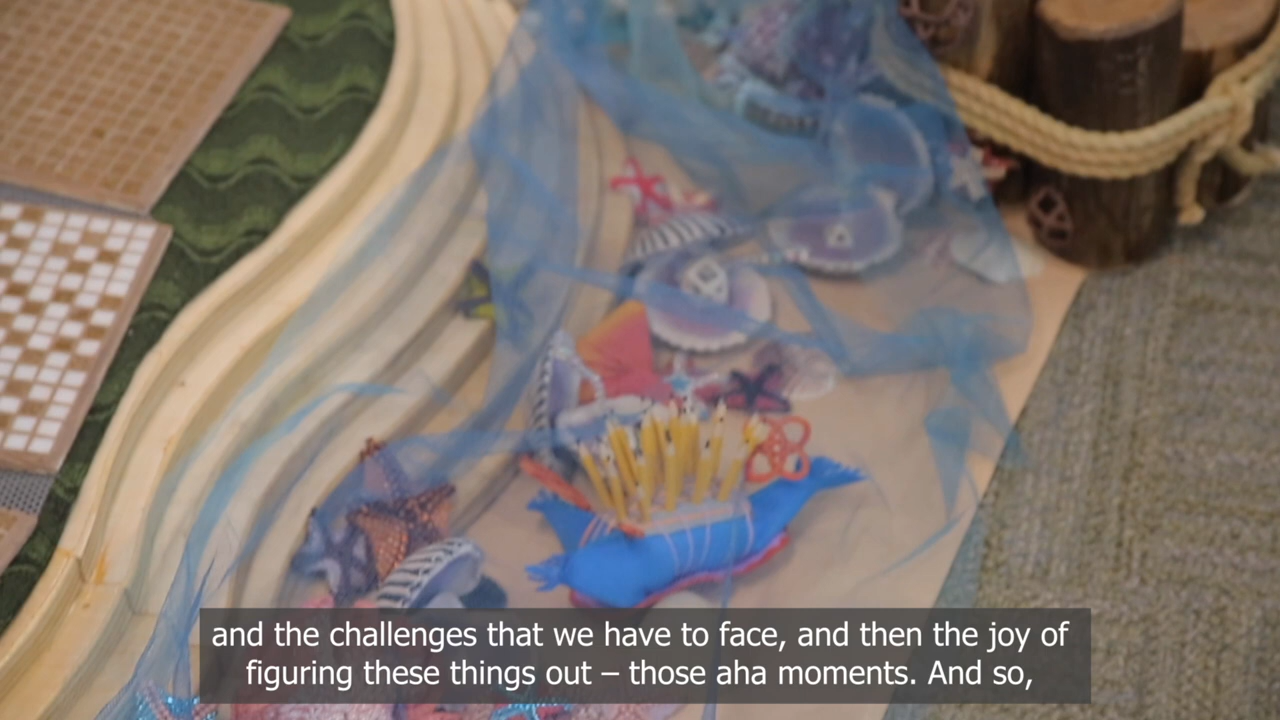 and the challenges that we have to face, and then the joy of
figuring these things out – those aha moments. And so,